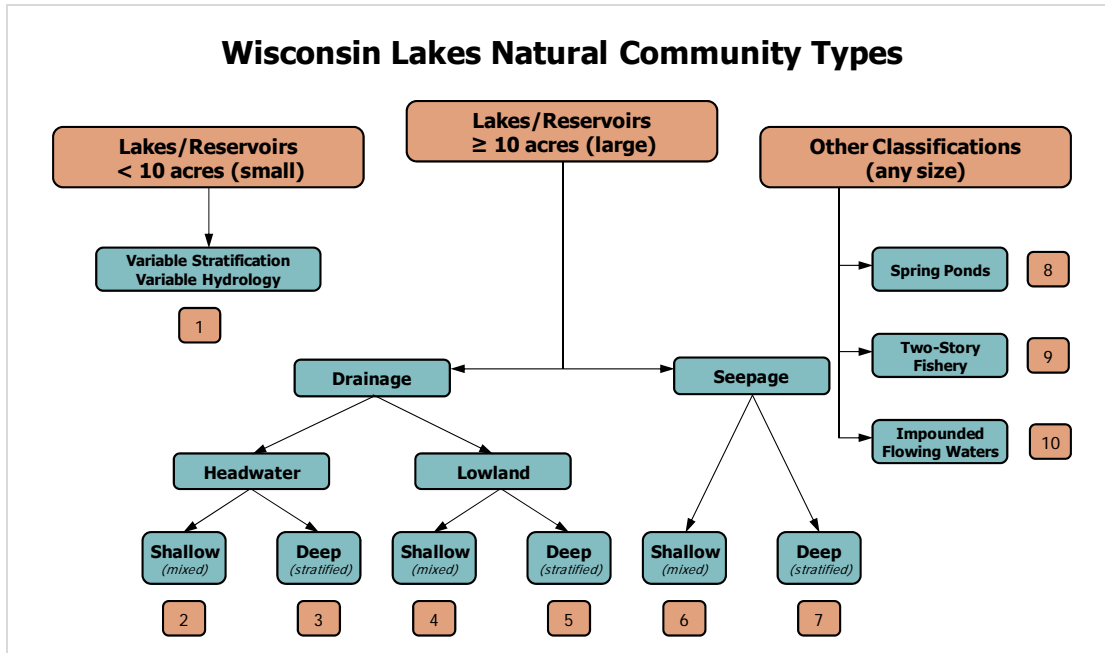 Wisconsin Lakes Natural Community Types
Lakes/Reservoirs
< 10 acres (small)
Lakes/Reservoirs
≥ 10 acres (large)
Other Classifications
(any size)
Variable Stratification
Variable Hydrology
1
Spring Ponds
8
Two-Story
Fishery
9
Impounded
Flowing Waters
10
Drainage
Seepage
Headwater
Lowland
Shallow
(mixed)
Deep
(stratified)
Shallow
(mixed)
Deep
(stratified)
Shallow
(mixed)
Deep
(stratified)
2
3
4
5
6
7